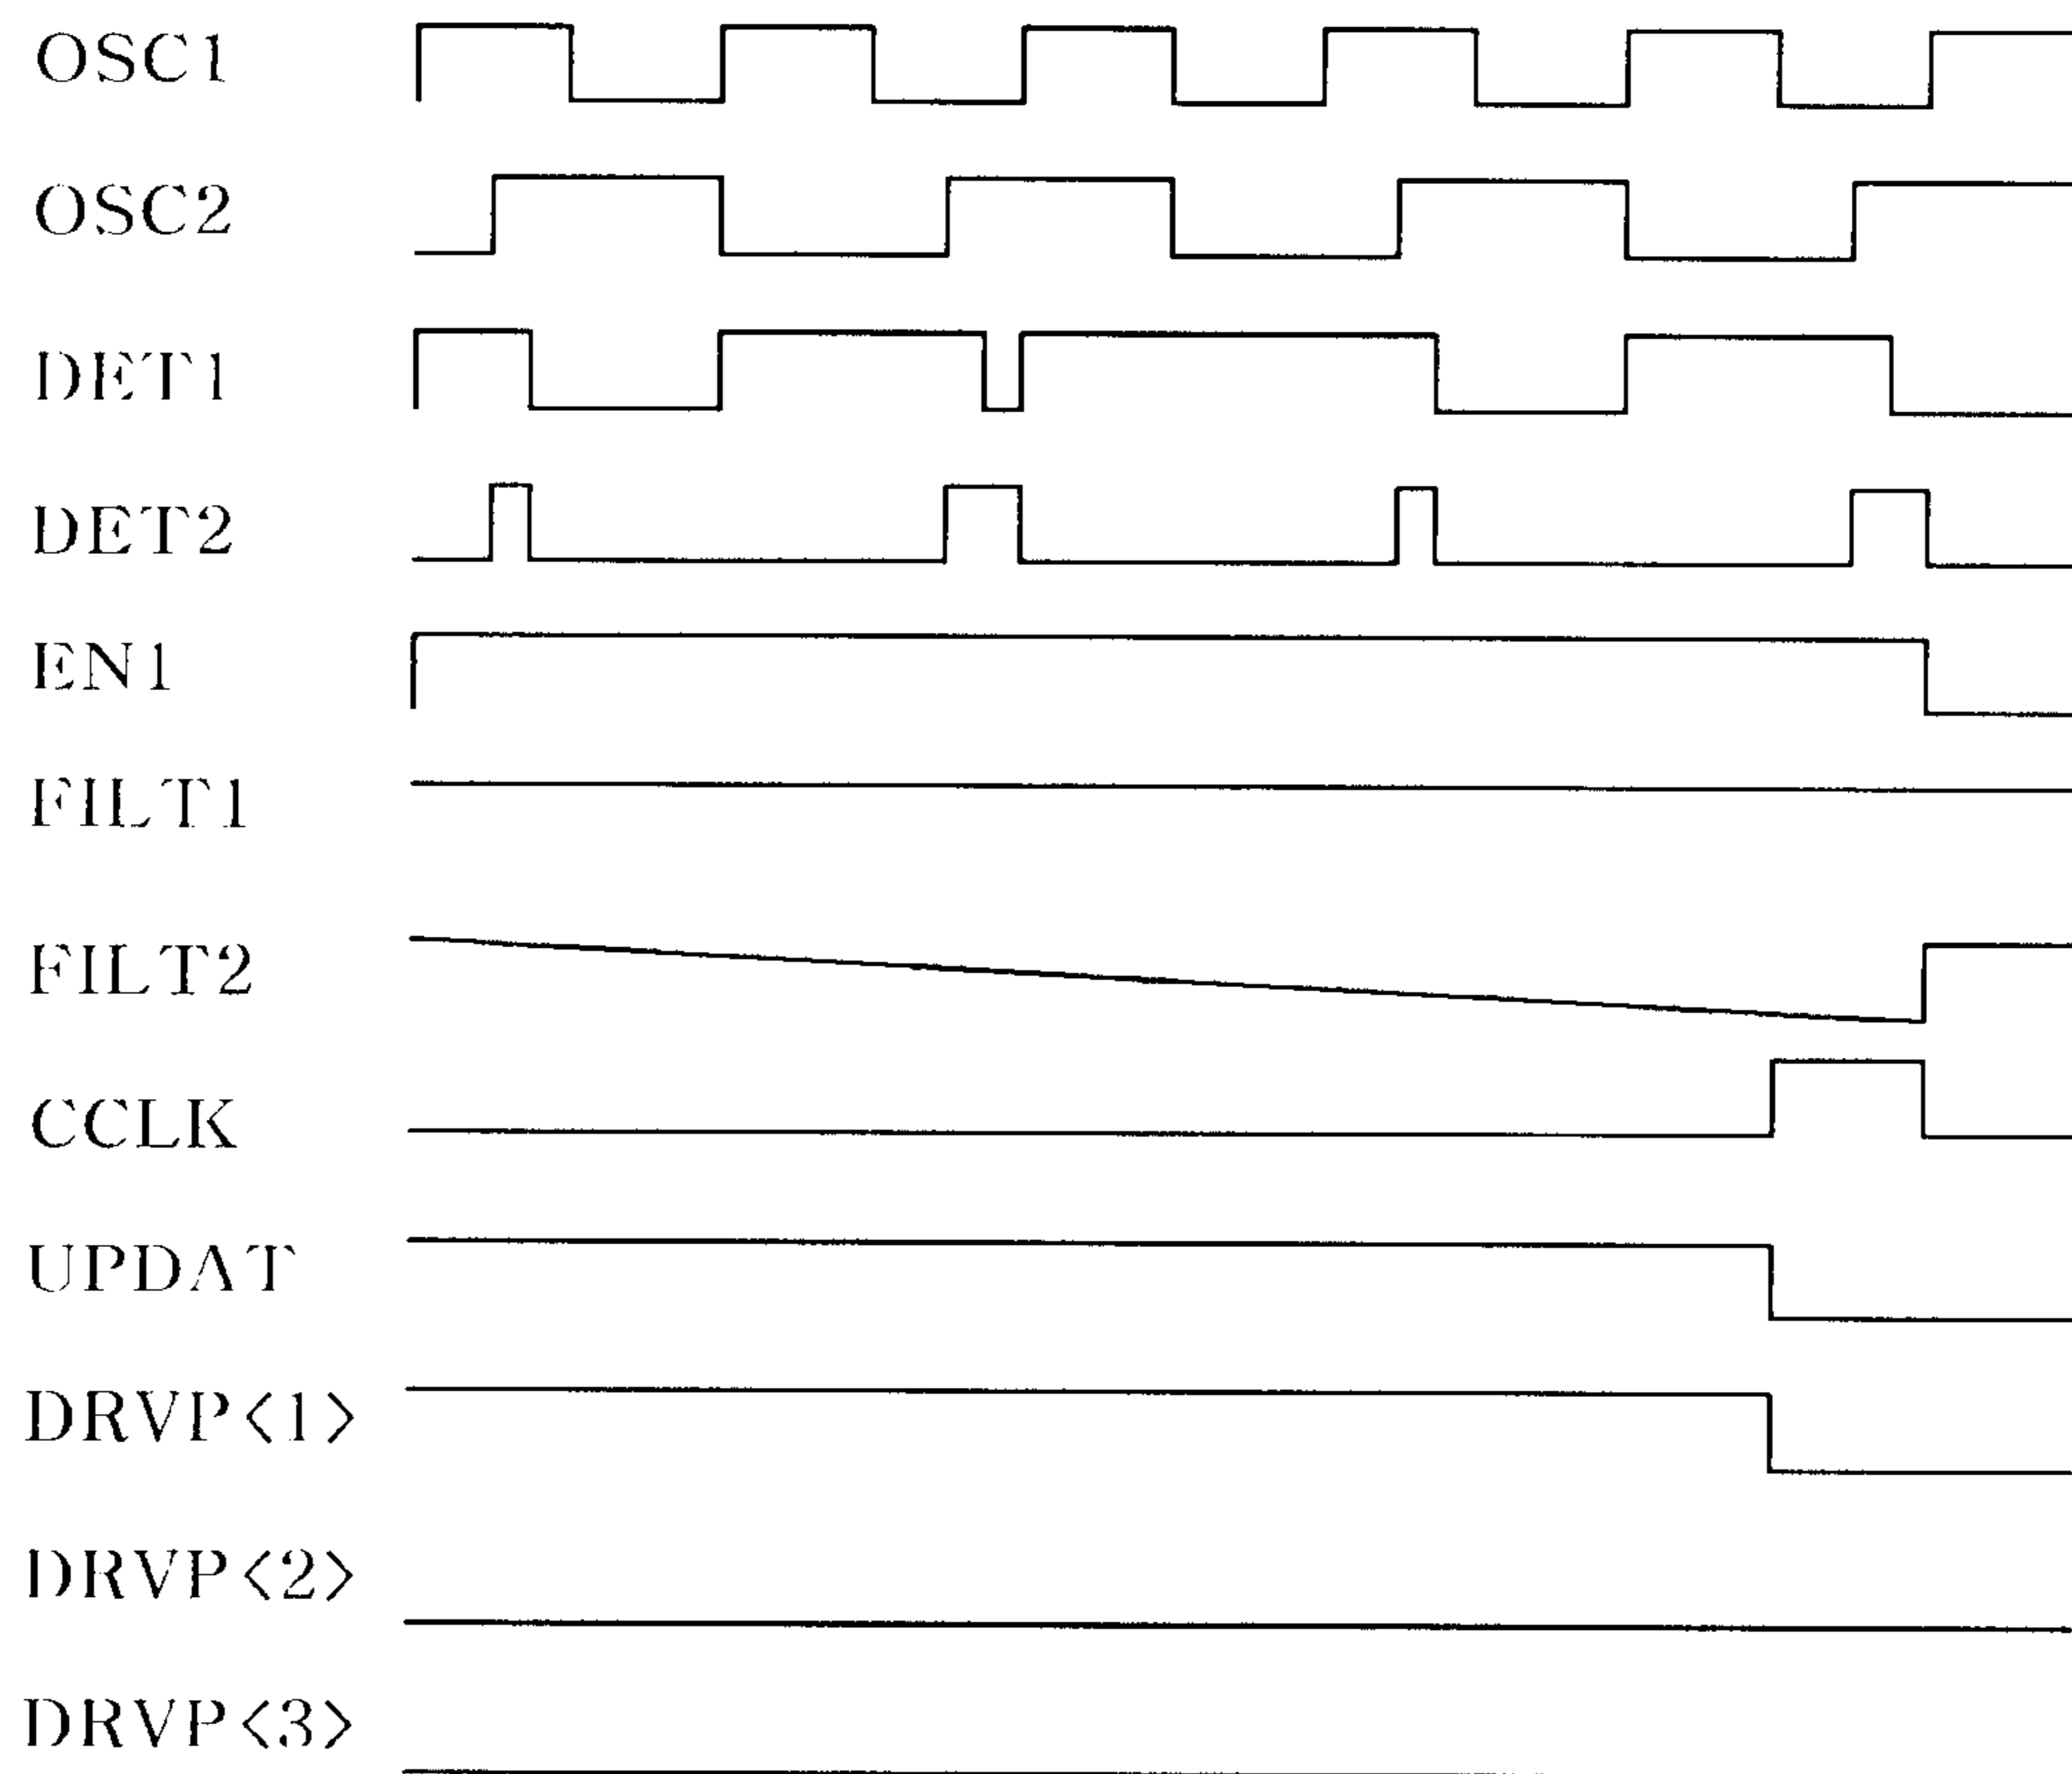 OSC1
OSC2
DET1
DET2
EN1
FILT1
FILT2
CCLK
UPDAT
DRVP<1>
DRVP<2>
DRVP<3>